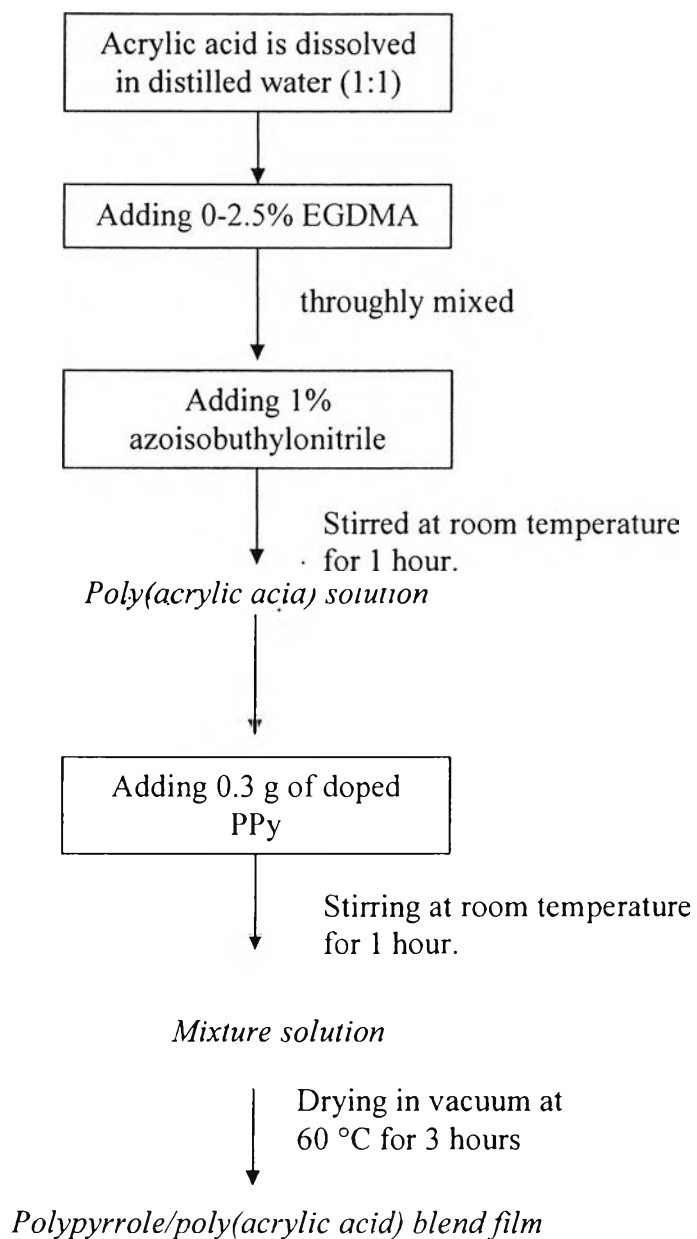 Acrylic acid is dissolved
in distilled water (1:1)
Adding 0-2.5% EGDMA
throughly mixed
Adding 1%
azoisobuthylonitrile
Stirred at room temperature
for 1 hour.
Poly(acrylic acid) solution
Adding 0.3 g of doped
PPy
Stirring at room temperature
for 1 hour.
Mixture solution
Drying in vacuum at
60 °C for 3 hours
Polypyrrole/poly(acrylic acid) blend film